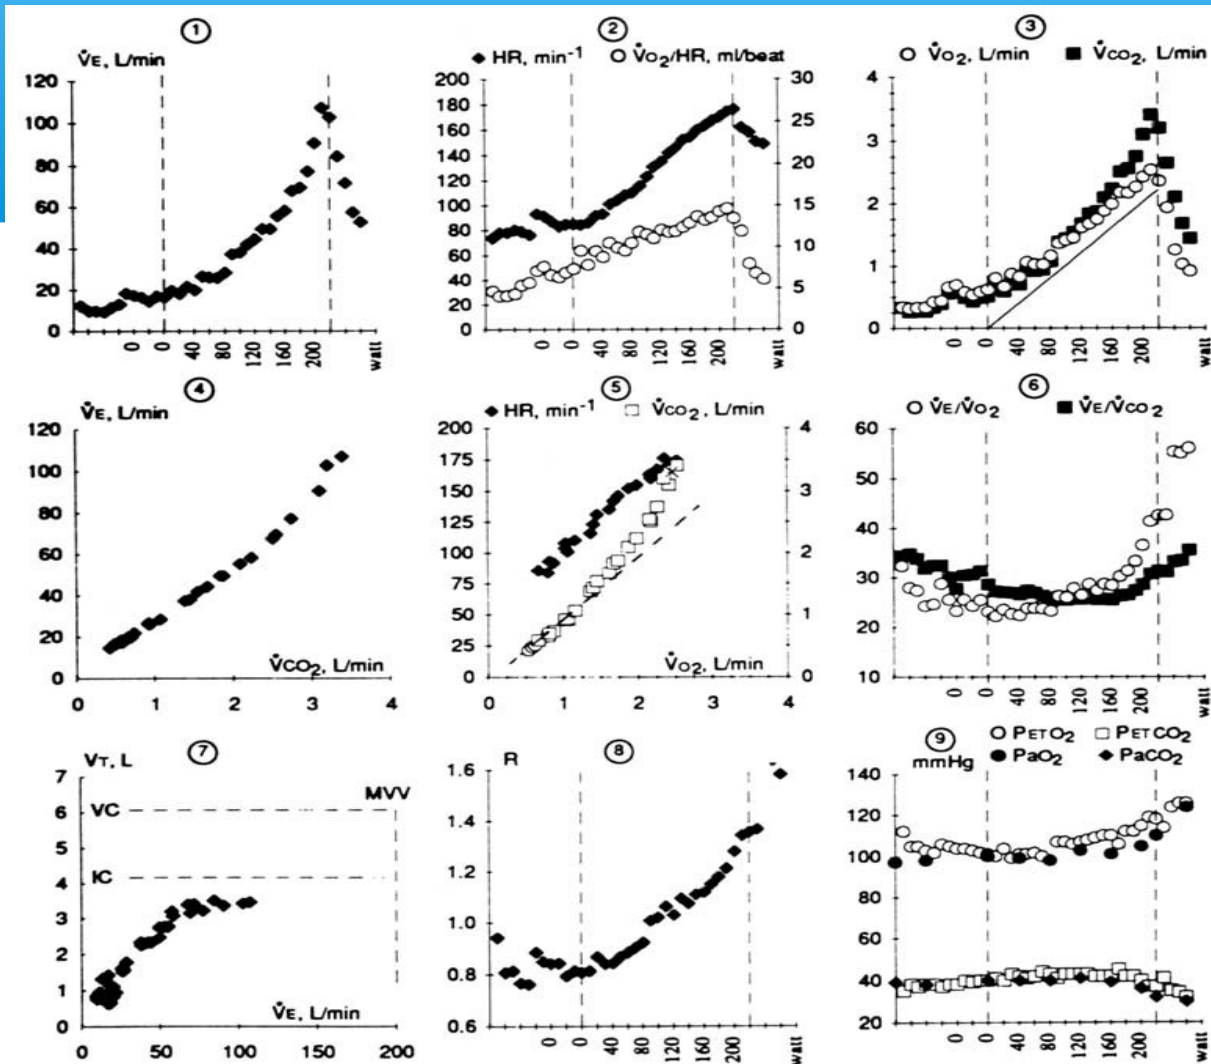 ① ② ③
V̇E, L/min
◆ HR, min⁻¹ ○ V̇O₂/HR, ml/beat
○ V̇O₂, L/min ■ V̇CO₂, L/min
120
100
80
60
40
20
0
0 0 40 80 120 160 200 watt
200
180
160
140
120
100
80
60
40
20
0
30
25
20
15
10
5
0
0 0 40 80 120 160 200 watt
4
3
2
1
0
0 0 40 80 120 160 200 watt
④ ⑤ ⑥
V̇E, L/min
◆ HR, min⁻¹ □ V̇CO₂, L/min
○ V̇E/V̇O₂ ■ V̇E/V̇CO₂
120
100
80
60
40
20
0
V̇CO₂, L/min
0 1 2 3 4
200
175
150
125
100
75
50
25
0
4
3
2
1
0
V̇O₂, L/min
0 1 2 3 4
60
50
40
30
20
10
0 0 40 80 120 160 200 watt
⑦ ⑧ ⑨
VT, L
R
○ PETO₂ □ PETCO₂
mmHg ● PaO₂ ◆ PaCO₂
7
6
5
4
3
2
1
0
MVV
VC
IC
V̇E, L/min
0 50 100 150 200
1.6
1.4
1.2
1.0
0.8
0.6
0 0 40 80 120 160 200 watt
140
120
100
80
60
40
20
0 0 40 80 120 160 200 watt